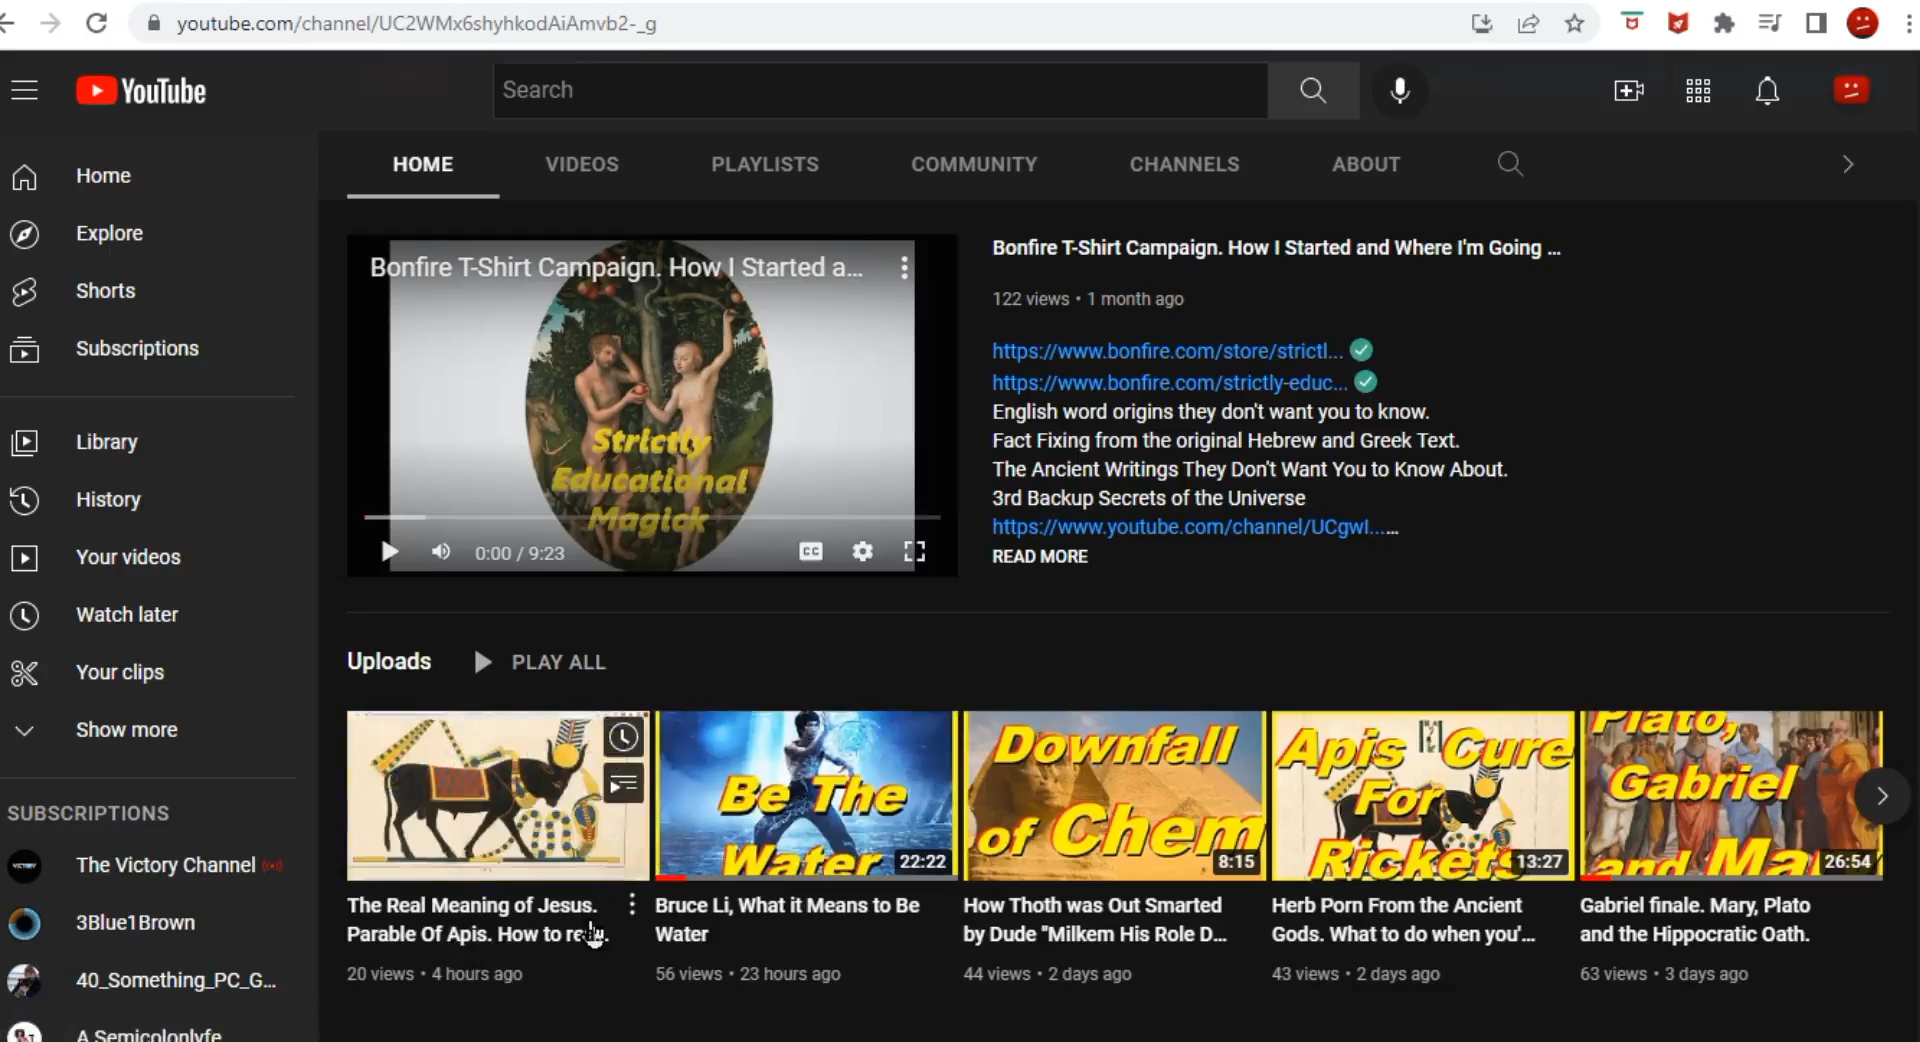 youtube.com/channel/UC2WMx6shyhkodAiAmvb2-_g
YouTube
Search
Home
Explore
Shorts
Subscriptions
Library
History
Your videos
Watch later
Your clips
Show more
SUBSCRIPTIONS
The Victory Channel
3Blue1Brown
40_Something_PC_G...
A Semicolonlyfe
HOME VIDEOS PLAYLISTS COMMUNITY CHANNELS ABOUT
Bonfire T-Shirt Campaign. How I Started a...
Strictly
Educational
Magick
0:00 / 9:23
CC
Bonfire T-Shirt Campaign. How I Started and Where I'm Going ...
122 views • 1 month ago
https://www.bonfire.com/store/strictl...
https://www.bonfire.com/strictly-educ...
English word origins they don't want you to know.
Fact Fixing from the original Hebrew and Greek Text.
The Ancient Writings They Don't Want You to Know About.
3rd Backup Secrets of the Universe
https://www.youtube.com/channel/UCgwI......
READ MORE
Uploads PLAY ALL
The Real Meaning of Jesus.
Parable Of Apis. How to
20 views • 4 hours ago
Be The
Water
22:22
Bruce Li, What it Means to Be
Water
56 views • 23 hours ago
Downfall
of Chem
8:15
How Thoth was Out Smarted
by Dude "Milkem His Role D...
44 views • 2 days ago
Apis Cure
For
Rickets
13:27
Herb Porn From the Ancient
Gods. What to do when you'...
43 views • 2 days ago
Plato,
Gabriel
and Ma
26:54
Gabriel finale. Mary, Plato
and the Hippocratic Oath.
63 views • 3 days ago